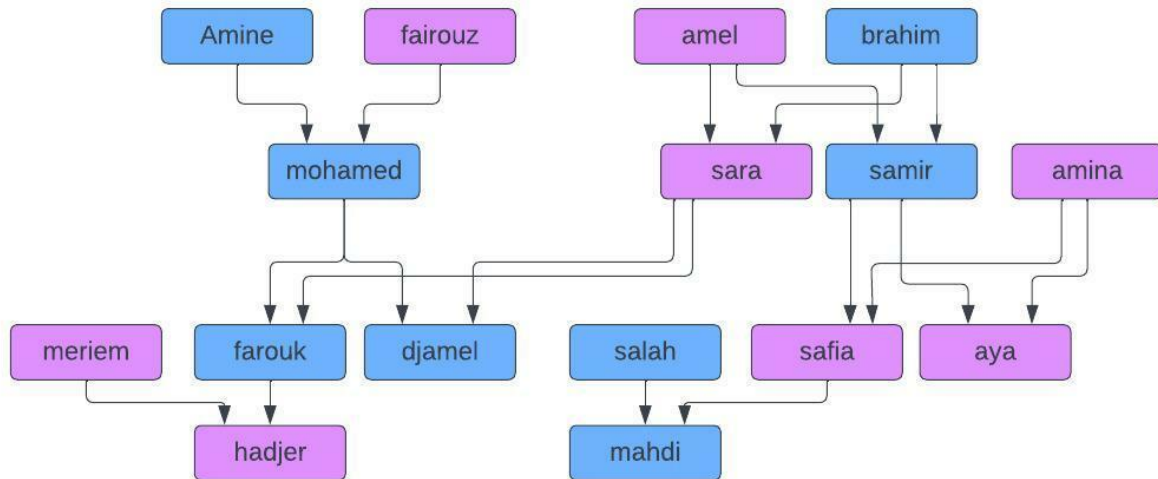 Amine
fairouz
amel
brahim
mohamed
sara
samir
amina
meriem
farouk
djamel
salah
safia
aya
hadjer
mahdi